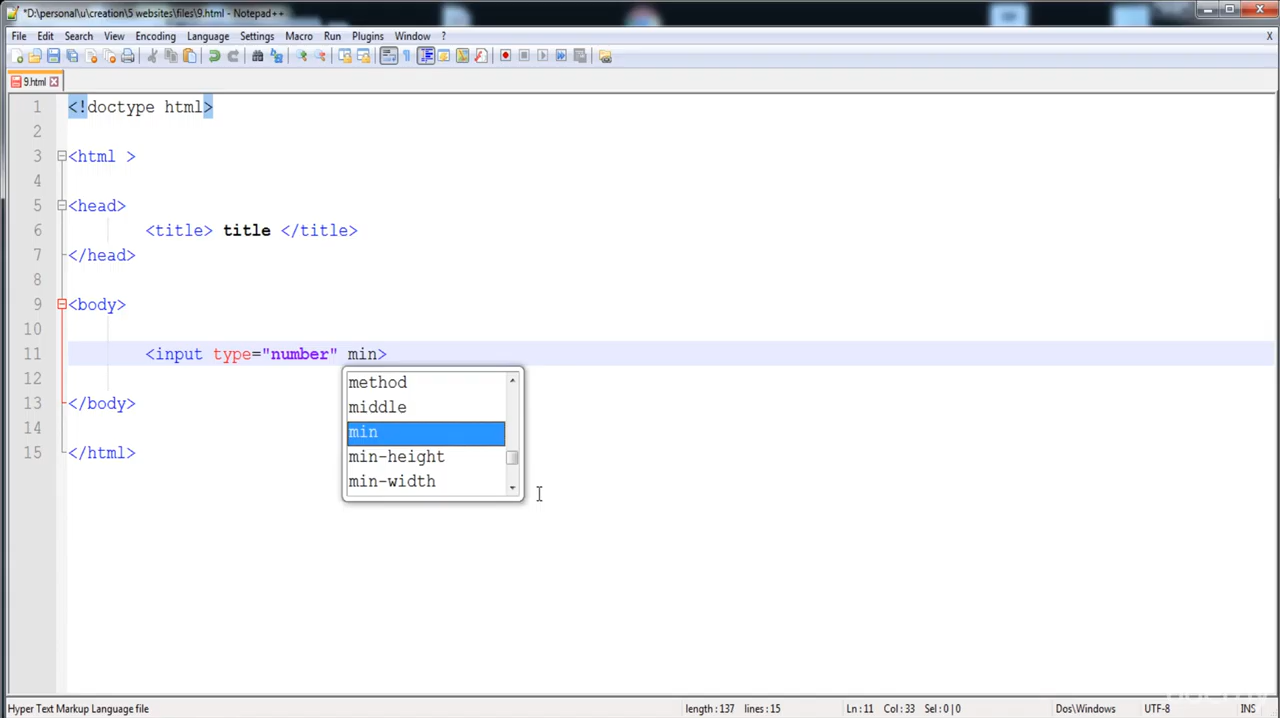 *D:\personal\u\creation\5 websites\files\9.html - Notepad++
File Edit Search View Encoding Language Settings Macro Run Plugins Window ? X
9.html
1 <!doctype html>
2
3 <html >
4
5 <head>
6 <title> title </title>
7 </head>
8
9 <body>
10
11 <input type="number" min>
12
method
middle
min
min-height
min-width
13 </body>
14
15 </html>
Hyper Text Markup Language file length : 137 lines : 15 Ln : 11 Col : 33 Sel : 0 | 0 Dos\Windows UTF-8 INS